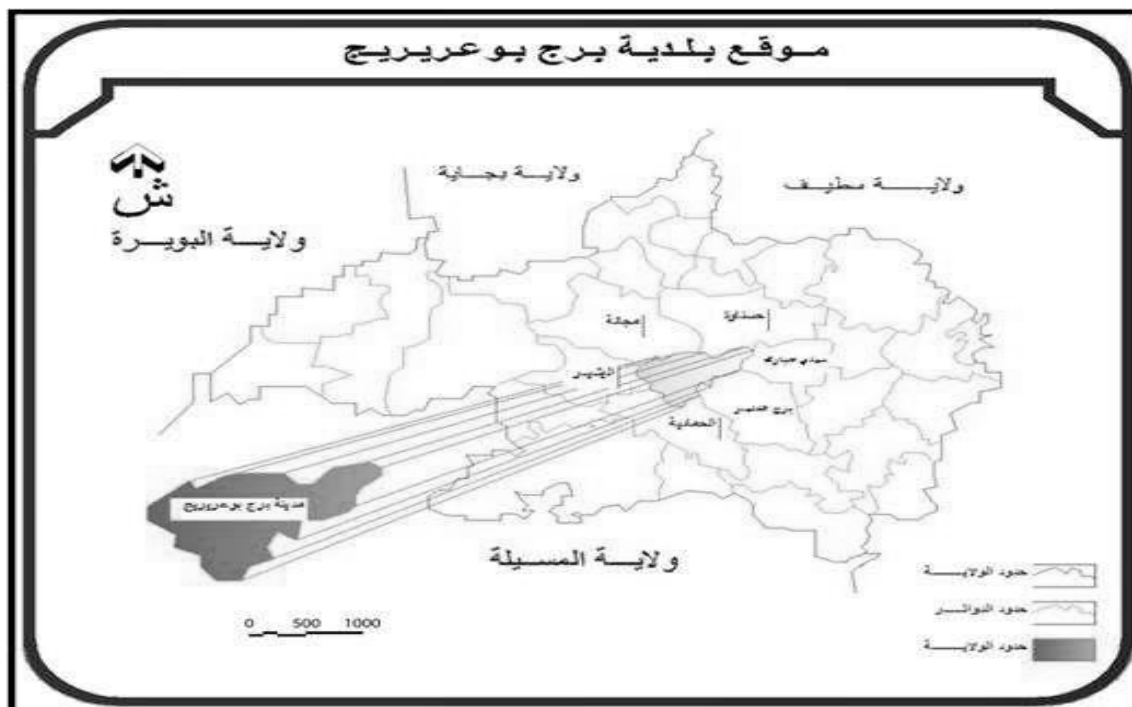 موقع بلدية برج بوعريريج
ولاية بجاية
ولاية سطيف
ش
ولاية البويرة
مجانة
حسناوة
سيدي مبارك
اليشير
برج الغدير
الحمادية
مدينة برج بوعريريج
ولاية المسيلة
حدود الولاية
حدود الدوائر
حدود الولاية
0 500 1000